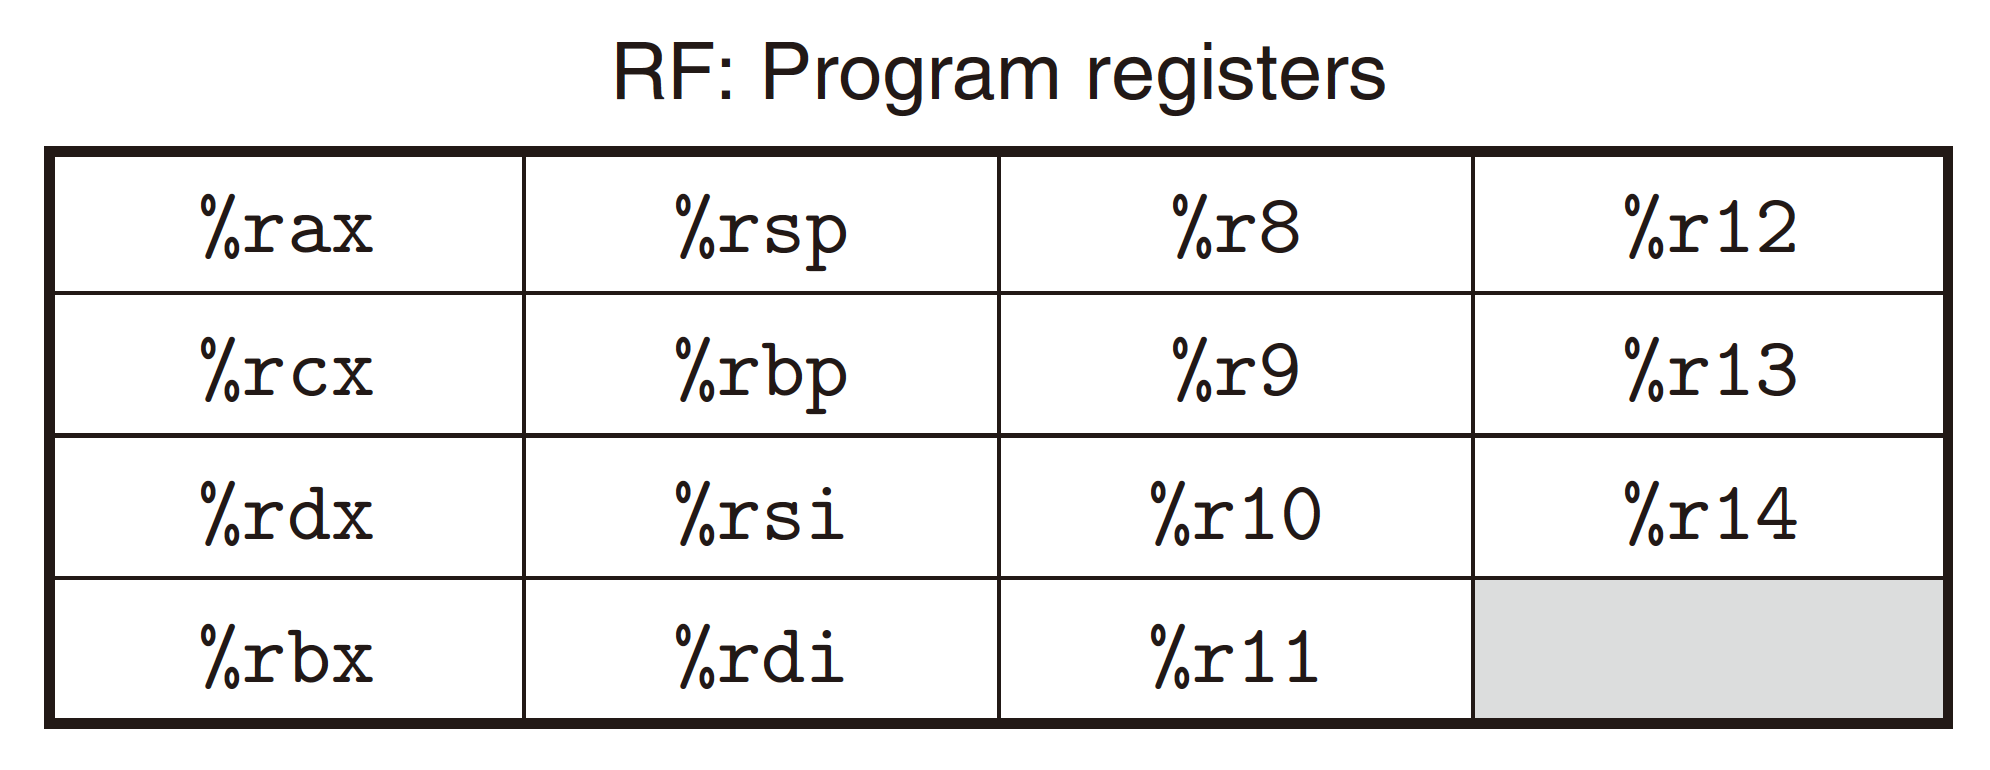 RF: Program registers
%rax %rsp %r8 %r12
%rcx %rbp %r9 %r13
%rdx %rsi %r10 %r14
%rbx %rdi %r11